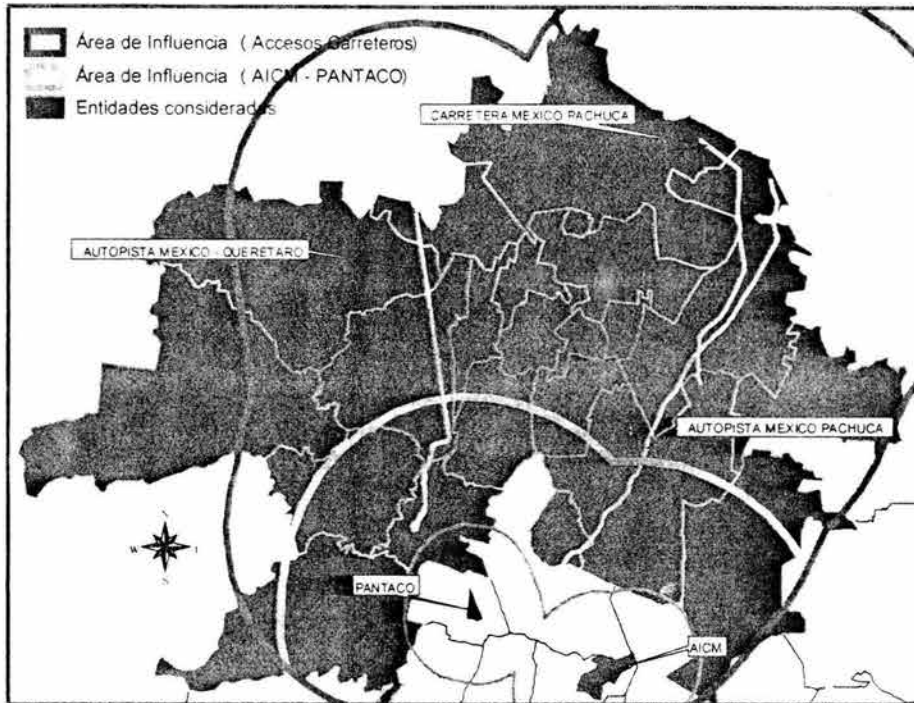 Área de Influencia ( Accesos Carreteros)
Área de Influencia ( AICM - PANTACO)
Entidades consideradas
CARRETERA MEXICO PACHUCA
AUTOPISTA MEXICO - QUERETARO
AUTOPISTA MEXICO PACHUCA
N
W
S
PANTACO
AICM